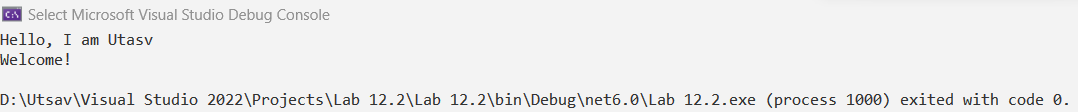 Select Microsoft Visual Studio Debug Console
Hello, I am Utasv
Welcome!
D:\Utsav\Visual Studio 2022\Projects\Lab 12.2\Lab 12.2\bin\Debug\net6.0\Lab 12.2.exe (process 1000) exited with code 0.